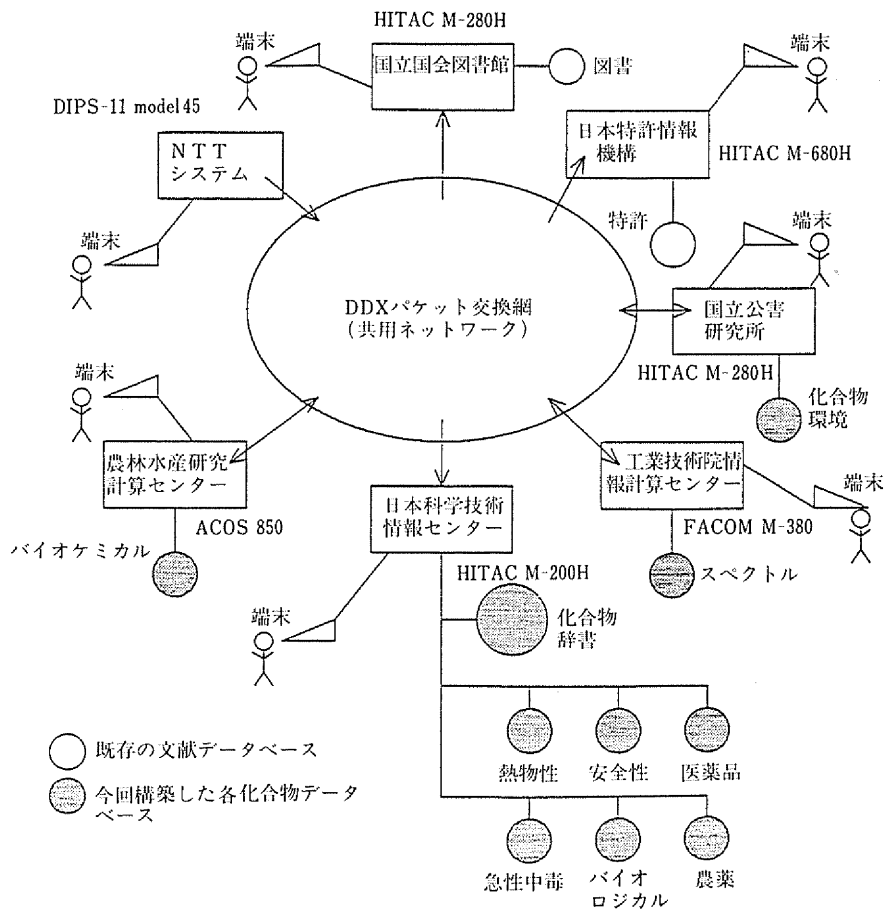 HITAC M-280H
端末
国立国会図書館
図書
端末
DIPS-11 model 45
NTT
システム
日本特許情報
機構
HITAC M-680H
端末
特許
端末
DDXパケット交換網
(共用ネットワーク)
国立公害
研究所
HITAC M-280H
化合物
環境
端末
農林水産研究
計算センター
ACOS 850
バイオケミカル
日本科学技術
情報センター
HITAC M-200H
工業技術院情
報計算センター
FACOM M-380
端末
スペクトル
端末
化合物
辞書
既存の文献データベース
今回構築した各化合物データ
ベース
熱物性
安全性
医薬品
急性中毒
バイオ
ロジカル
農薬